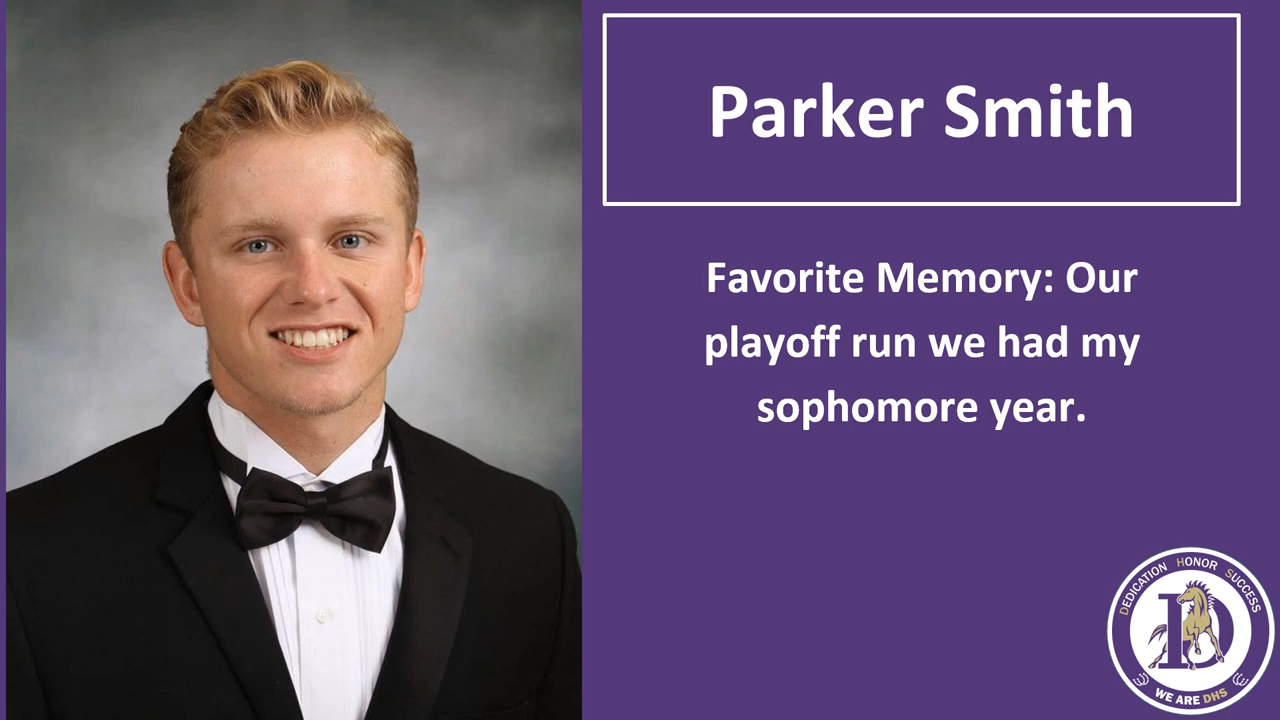 Parker Smith
Favorite Memory: Our
playoff run we had my
sophomore year.
DEDICATION HONOR SUCCESS
D
WE ARE DHS